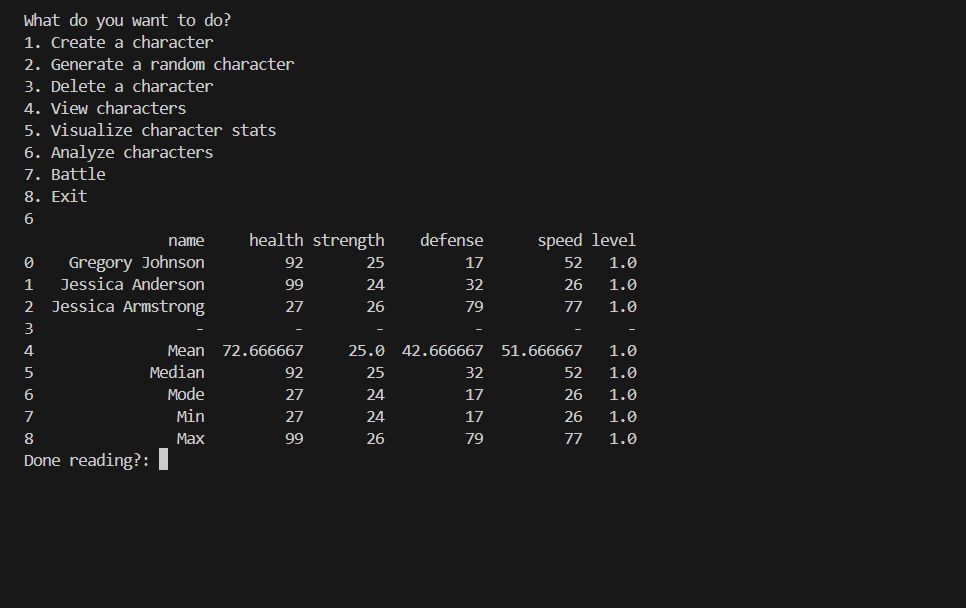 What do you want to do?
1. Create a character
2. Generate a random character
3. Delete a character
4. View characters
5. Visualize character stats
6. Analyze characters
7. Battle
8. Exit
6
name health strength defense speed level
0 Gregory Johnson 92 25 17 52 1.0
1 Jessica Anderson 99 24 32 26 1.0
2 Jessica Armstrong 27 26 79 77 1.0
3 - - - - - -
4 Mean 72.666667 25.0 42.666667 51.666667 1.0
5 Median 92 25 32 52 1.0
6 Mode 27 24 17 26 1.0
7 Min 27 24 17 26 1.0
8 Max 99 26 79 77 1.0
Done reading?: